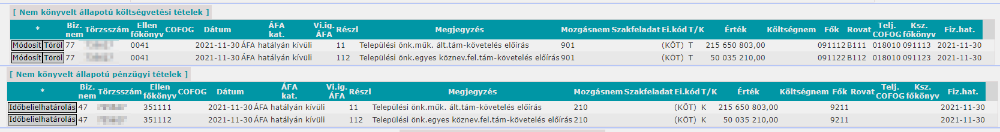 [ Nem könyvelt állapotú költségvetési tételek ]
* Biz. nem Törzsszám Ellen főkönyv COFOG Dátum ÁFA kat. Vi.ig. ÁFA Részl Megjegyzés Mozgásnem Szakfeladat Ei.kód T/K Érték Költségnem Fők Rovat Telj. COFOG Ksz. főkönyv Fiz.hat.
Módosít Töröl 77 0041 2021-11-30 ÁFA hatályán kívüli 11 Települési önk.műk. ált.tám-követelés előírás 901 (KÖT) T 215 650 803,00 091112 B111 018010 091113 2021-11-30
Módosít Töröl 77 0041 2021-11-30 ÁFA hatályán kívüli 112 Települési önk.egyes köznev.fel.tám-követelés előírás 901 (KÖT) T 50 035 210,00 091122 B112 018010 091123 2021-11-30
[ Nem könyvelt állapotú pénzügyi tételek ]
* Biz. nem Törzsszám Ellen főkönyv COFOG Dátum ÁFA kat. Vi.ig. ÁFA Részl Megjegyzés Mozgásnem Szakfeladat Ei.kód T/K Érték Költségnem Fők Rovat Telj. COFOG Ksz. főkönyv Fiz.hat.
Időbelielhatárolás 47 351111 2021-11-30 ÁFA hatályán kívüli 11 Települési önk.műk. ált.tám-követelés előírás 210 (KÖT) K 215 650 803,00 9211 2021-11-30
Időbelielhatárolás 47 351112 2021-11-30 ÁFA hatályán kívüli 112 Települési önk.egyes köznev.fel.tám-követelés előírás 210 (KÖT) K 50 035 210,00 9211 2021-11-30